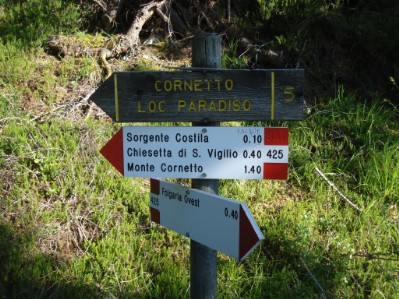 CORNETTO
LOC PARADISO 5
Sorgente Costila 0.10
Chiesetta di S. Vigilio 0.40 425
Monte Cornetto 1.40
Folgaria Ovest 0.40
425